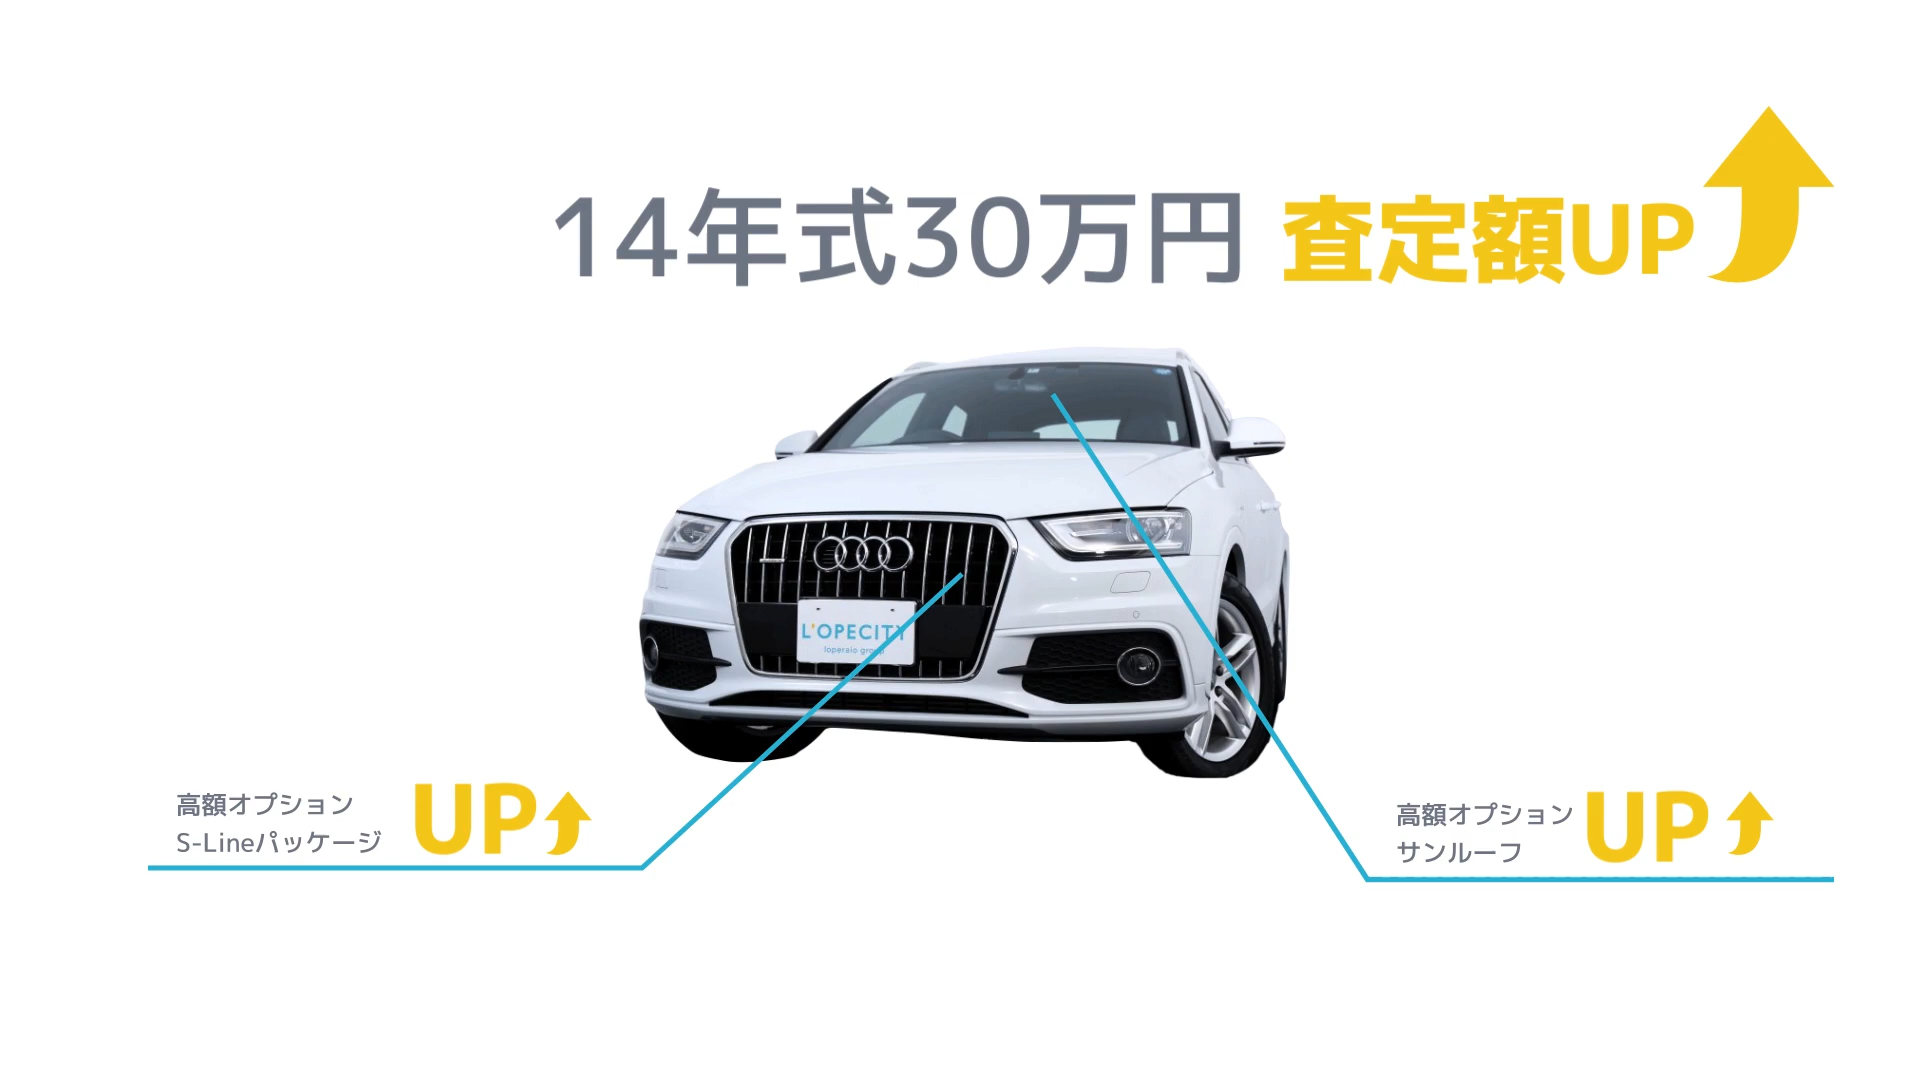 14年式30万円 査定額UP
L'OPECITY
loperaio group
高額オプション
S-Lineパッケージ
UP
高額オプション
サンルーフ
UP